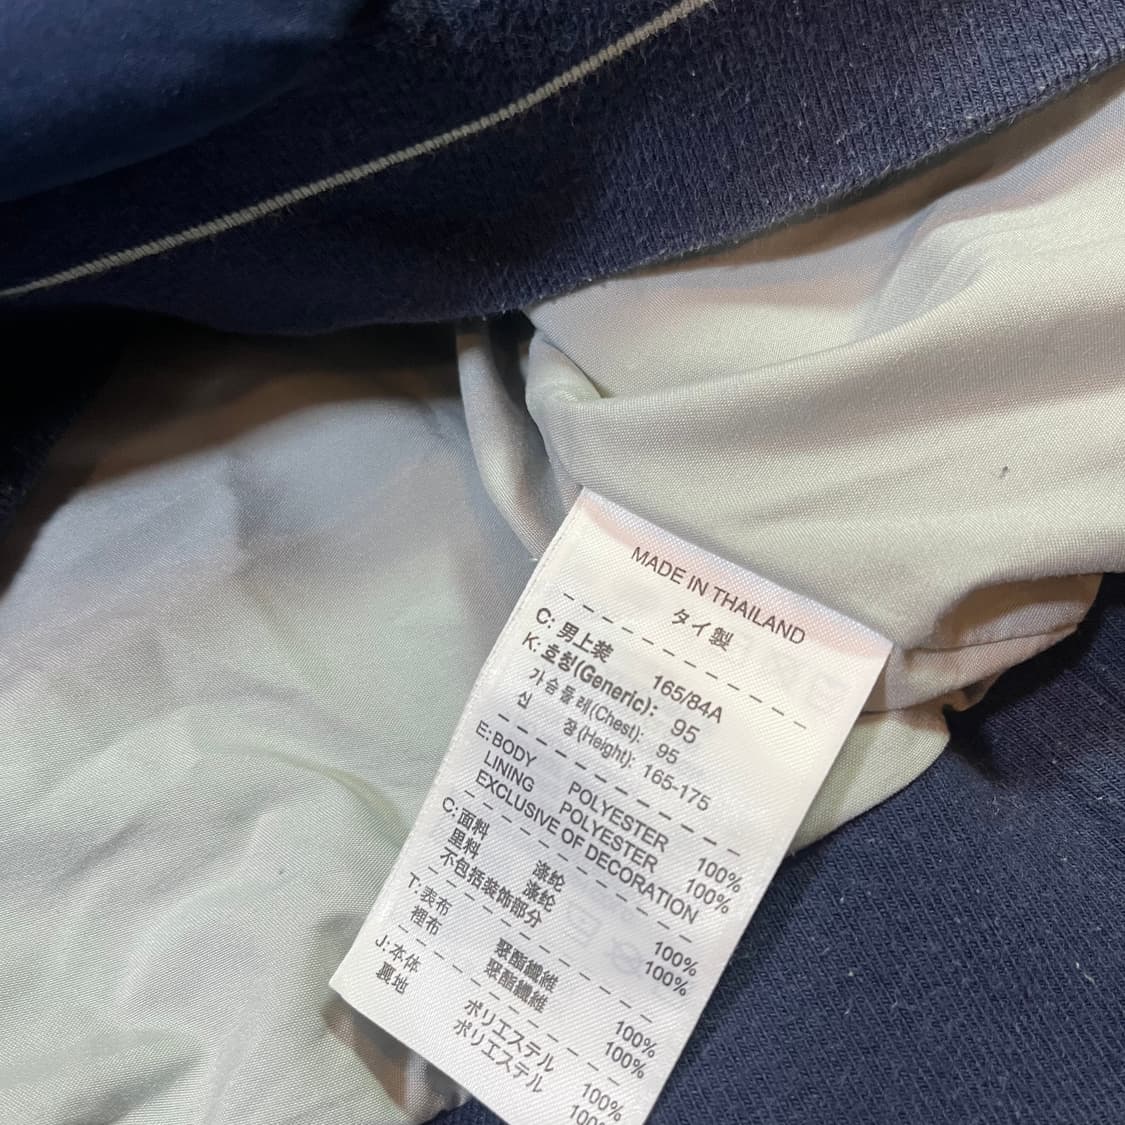 MADE IN THAILAND
タイ製
C: 男上装 165/84A
K: 호칭(Generic): 95
가슴둘레(Chest): 95
신 장(Height): 165-175
E: BODY POLYESTER 100%
LINING POLYESTER 100%
EXCLUSIVE OF DECORATION
C: 面料 涤纶 100%
里料 涤纶 100%
不包括装饰部分
T: 表布 聚酯纖維 100%
裡布 聚酯纖維 100%
J: 本体 ポリエステル 100%
裏地 ポリエステル 100%